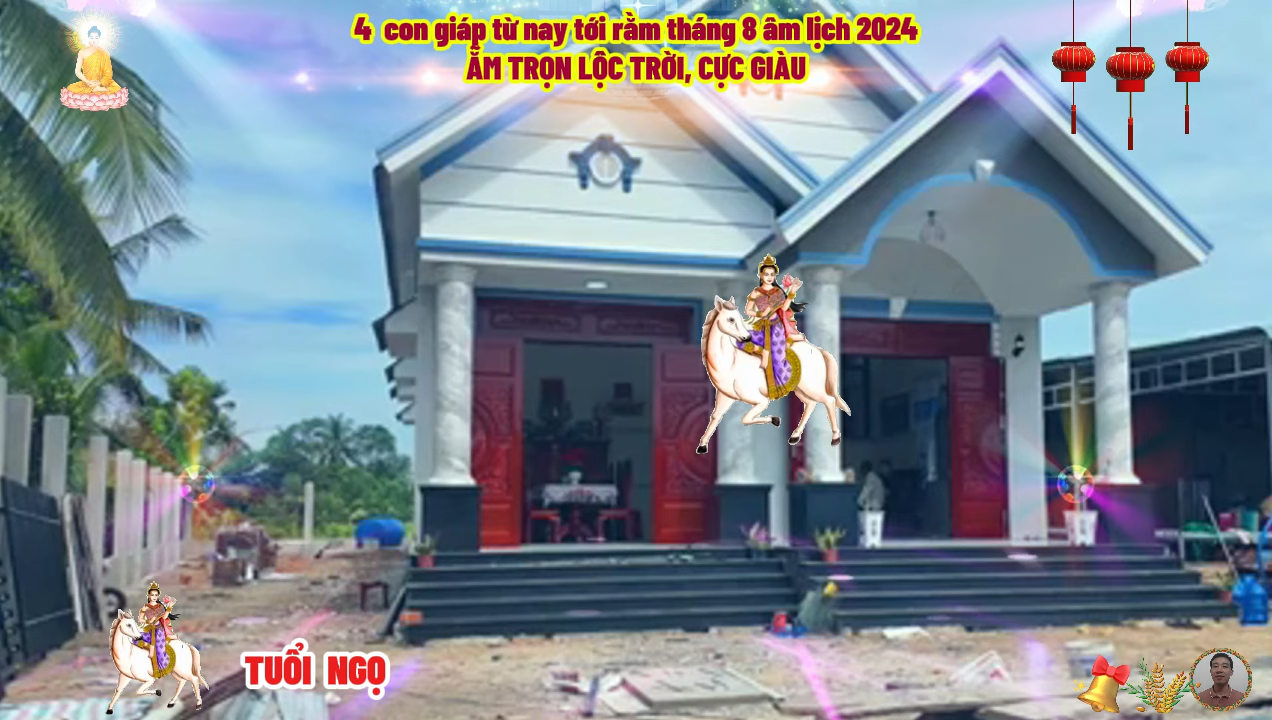 4 con giáp từ nay tới rằm tháng 8 âm lịch 2024
ẴM TRỌN LỘC TRỜI, CỰC GIÀU
TUỔI NGỌ